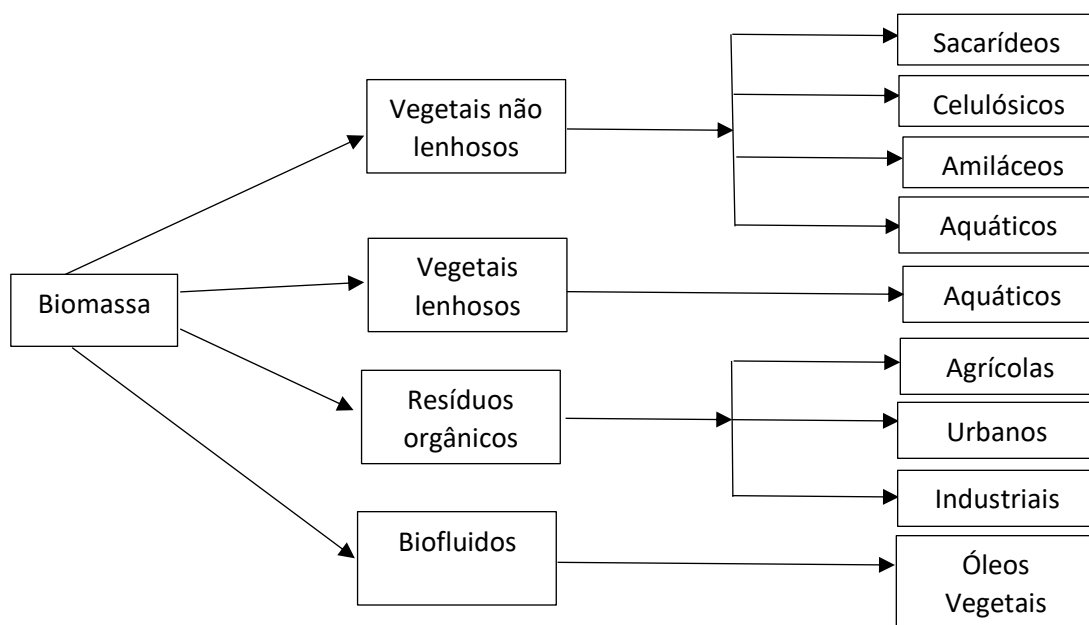 Biomassa
Vegetais não
lenhosos
Sacarídeos
Celulósicos
Amiláceos
Aquáticos
Vegetais
lenhosos
Aquáticos
Resíduos
orgânicos
Agrícolas
Urbanos
Industriais
Biofluidos
Óleos
Vegetais